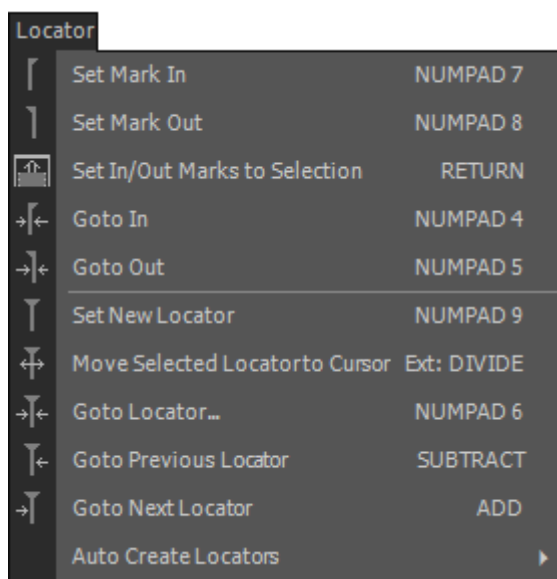 Locator
Set Mark In NUMPAD 7
Set Mark Out NUMPAD 8
Set In/Out Marks to Selection RETURN
Goto In NUMPAD 4
Goto Out NUMPAD 5
Set New Locator NUMPAD 9
Move Selected Locator to Cursor Ext: DIVIDE
Goto Locator... NUMPAD 6
Goto Previous Locator SUBTRACT
Goto Next Locator ADD
Auto Create Locators